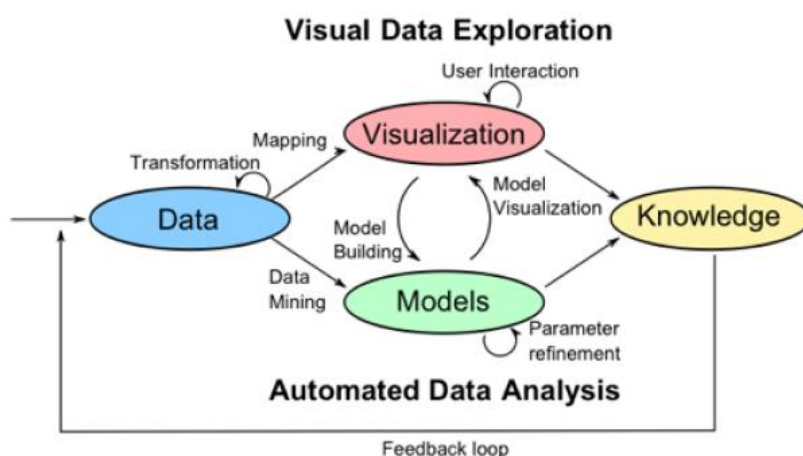 Visual Data Exploration
User Interaction
Visualization
Mapping
Transformation
Data
Model
Visualization
Knowledge
Model
Building
Data
Mining
Models
Parameter
refinement
Automated Data Analysis
Feedback loop